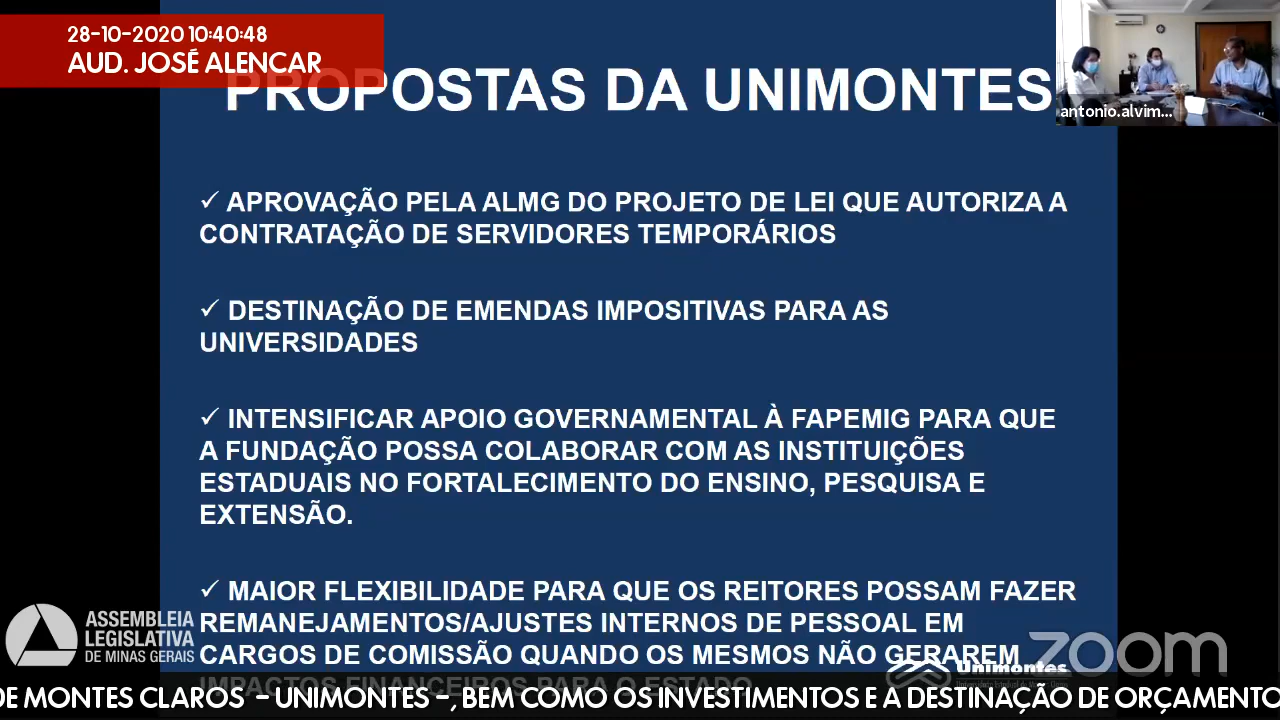 28-10-2020 10:40:48
AUD. JOSÉ ALENCAR
PROPOSTAS DA UNIMONTES
antonio.alvim...
✓ APROVAÇÃO PELA ALMG DO PROJETO DE LEI QUE AUTORIZA A
CONTRATAÇÃO DE SERVIDORES TEMPORÁRIOS
✓ DESTINAÇÃO DE EMENDAS IMPOSITIVAS PARA AS
UNIVERSIDADES
✓ INTENSIFICAR APOIO GOVERNAMENTAL À FAPEMIG PARA QUE
A FUNDAÇÃO POSSA COLABORAR COM AS INSTITUIÇÕES
ESTADUAIS NO FORTALECIMENTO DO ENSINO, PESQUISA E
EXTENSÃO.
✓ MAIOR FLEXIBILIDADE PARA QUE OS REITORES POSSAM FAZER
REMANEJAMENTOS/AJUSTES INTERNOS DE PESSOAL EM
CARGOS DE COMISSÃO QUANDO OS MESMOS NÃO GERAREM
IMPACTOS FINANCEIROS PARA O ESTADO
ASSEMBLEIA
LEGISLATIVA
DE MINAS GERAIS
Unimontes
zoom
DE MONTES CLAROS - UNIMONTES -, BEM COMO OS INVESTIMENTOS E A DESTINAÇÃO DE ORÇAMENTO